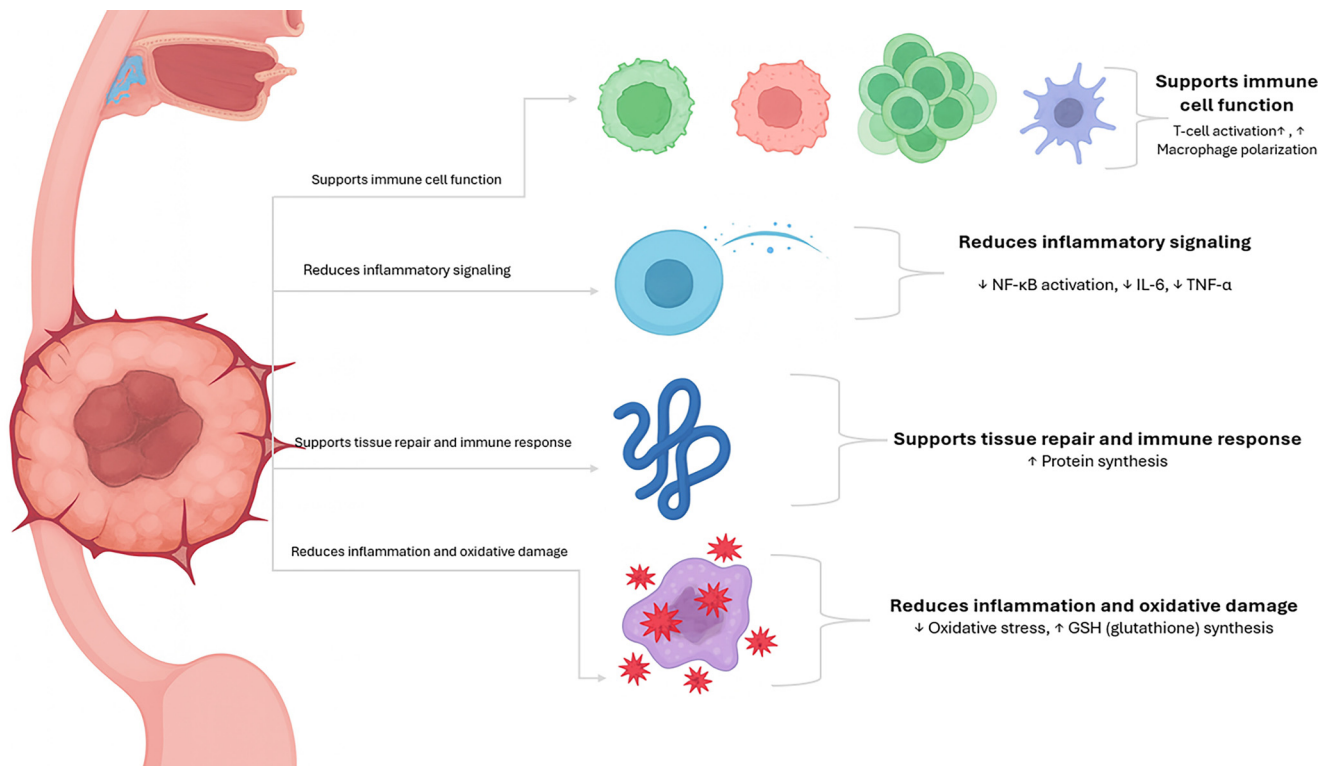 Supports immune cell function
Supports immune
cell function
T-cell activation↑ , ↑
Macrophage polarization
Reduces inflammatory signaling
Reduces inflammatory signaling
↓ NF-κB activation, ↓ IL-6, ↓ TNF-α
Supports tissue repair and immune response
Supports tissue repair and immune response
↑ Protein synthesis
Reduces inflammation and oxidative damage
Reduces inflammation and oxidative damage
↓ Oxidative stress, ↑ GSH (glutathione) synthesis